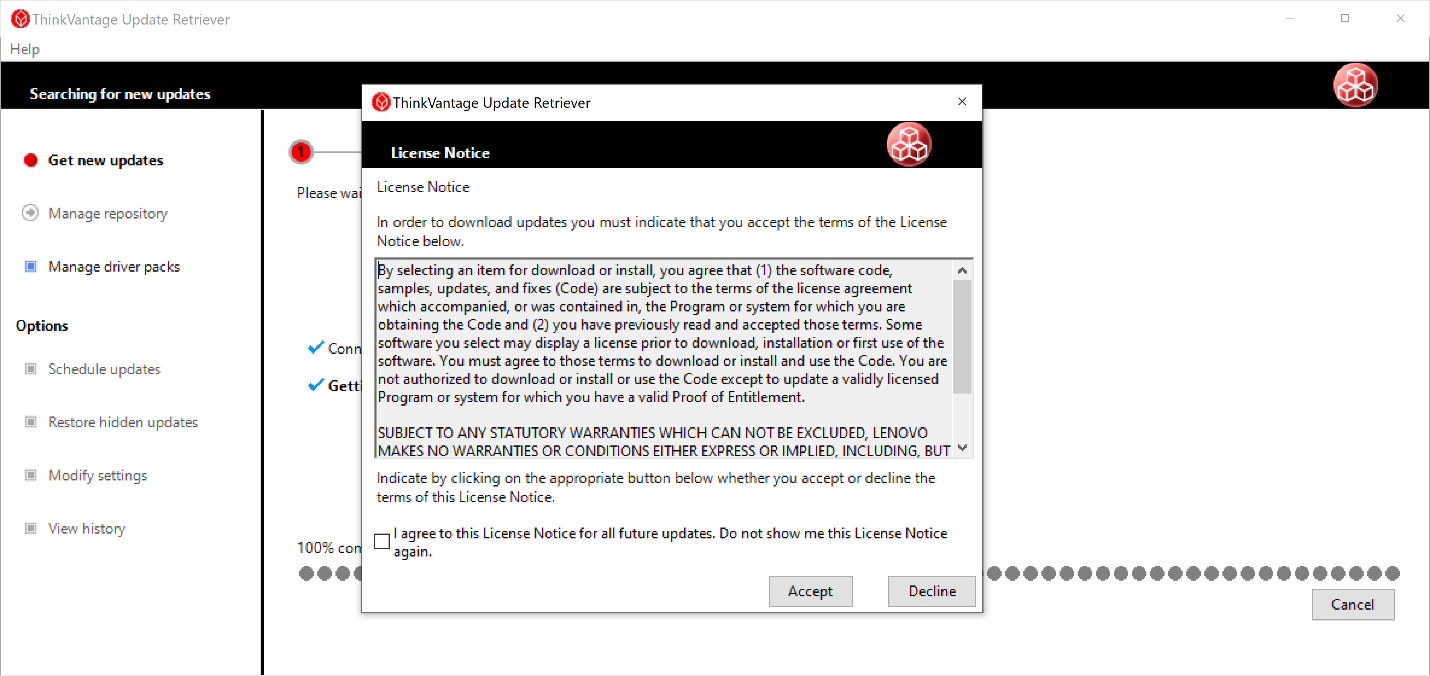 ThinkVantage Update Retriever
Help
Searching for new updates
Get new updates
Manage repository
Manage driver packs
Options
Schedule updates
Restore hidden updates
Modify settings
View history
1
Please wai
Conn
Getti
100% com
Cancel
ThinkVantage Update Retriever
License Notice
License Notice
In order to download updates you must indicate that you accept the terms of the License
Notice below.
By selecting an item for download or install, you agree that (1) the software code,
samples, updates, and fixes (Code) are subject to the terms of the license agreement
which accompanied, or was contained in, the Program or system for which you are
obtaining the Code and (2) you have previously read and accepted those terms. Some
software you select may display a license prior to download, installation or first use of the
software. You must agree to those terms to download or install and use the Code. You are
not authorized to download or install or use the Code except to update a validly licensed
Program or system for which you have a valid Proof of Entitlement.
SUBJECT TO ANY STATUTORY WARRANTIES WHICH CAN NOT BE EXCLUDED, LENOVO
MAKES NO WARRANTIES OR CONDITIONS EITHER EXPRESS OR IMPLIED, INCLUDING, BUT
Indicate by clicking on the appropriate button below whether you accept or decline the
terms of this License Notice.
I agree to this License Notice for all future updates. Do not show me this License Notice
again.
Accept
Decline